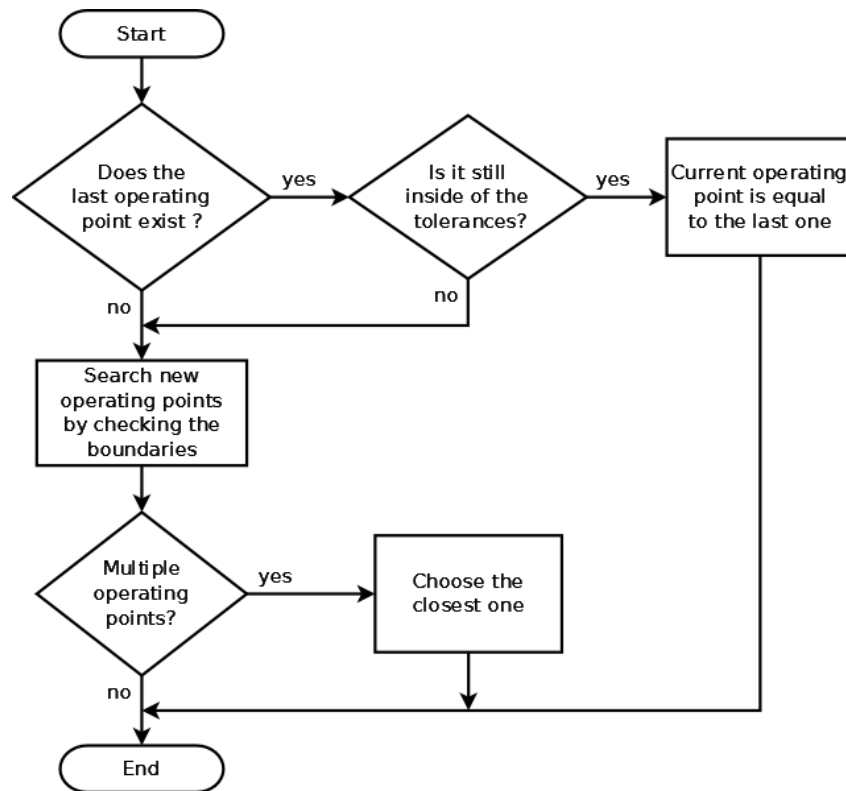 Start
Does the
last operating
point exist ?
yes
Is it still
inside of the
tolerances?
yes
Current operating
point is equal
to the last one
no
no
Search new
operating points
by checking the
boundaries
Multiple
operating
points?
yes
Choose the
closest one
no
End